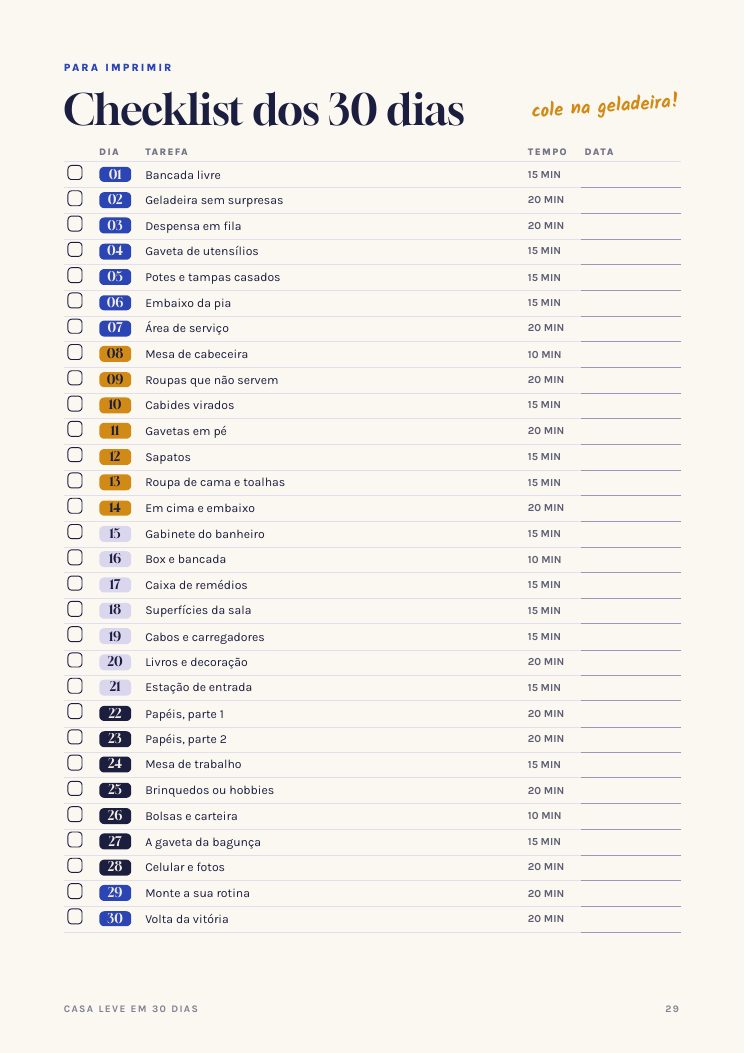 PARA IMPRIMIR
Checklist dos 30 dias
cole na geladeira!
DIA TAREFA TEMPO DATA
01 Bancada livre 15 MIN
02 Geladeira sem surpresas 20 MIN
03 Despensa em fila 20 MIN
04 Gaveta de utensílios 15 MIN
05 Potes e tampas casados 15 MIN
06 Embaixo da pia 15 MIN
07 Área de serviço 20 MIN
08 Mesa de cabeceira 10 MIN
09 Roupas que não servem 20 MIN
10 Cabides virados 15 MIN
11 Gavetas em pé 20 MIN
12 Sapatos 15 MIN
13 Roupa de cama e toalhas 15 MIN
14 Em cima e embaixo 20 MIN
15 Gabinete do banheiro 15 MIN
16 Box e bancada 10 MIN
17 Caixa de remédios 15 MIN
18 Superfícies da sala 15 MIN
19 Cabos e carregadores 15 MIN
20 Livros e decoração 20 MIN
21 Estação de entrada 15 MIN
22 Papéis, parte 1 20 MIN
23 Papéis, parte 2 20 MIN
24 Mesa de trabalho 15 MIN
25 Brinquedos ou hobbies 20 MIN
26 Bolsas e carteira 10 MIN
27 A gaveta da bagunça 15 MIN
28 Celular e fotos 20 MIN
29 Monte a sua rotina 20 MIN
30 Volta da vitória 20 MIN
CASA LEVE EM 30 DIAS 29